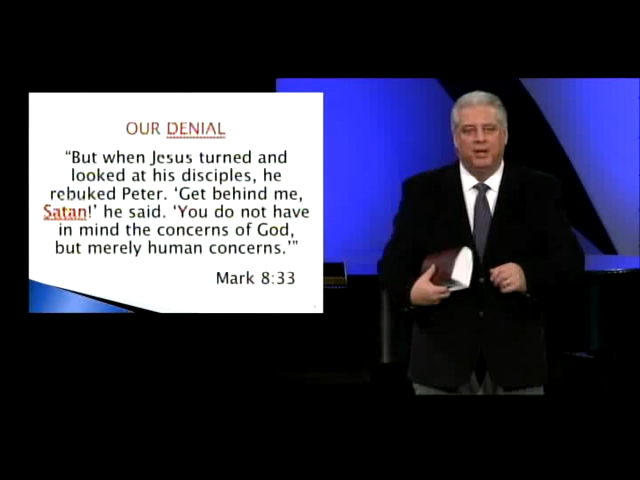 OUR DENIAL
“But when Jesus turned and
looked at his disciples, he
rebuked Peter. ‘Get behind me,
Satan!’ he said. ‘You do not have
in mind the concerns of God,
but merely human concerns.’”
Mark 8:33